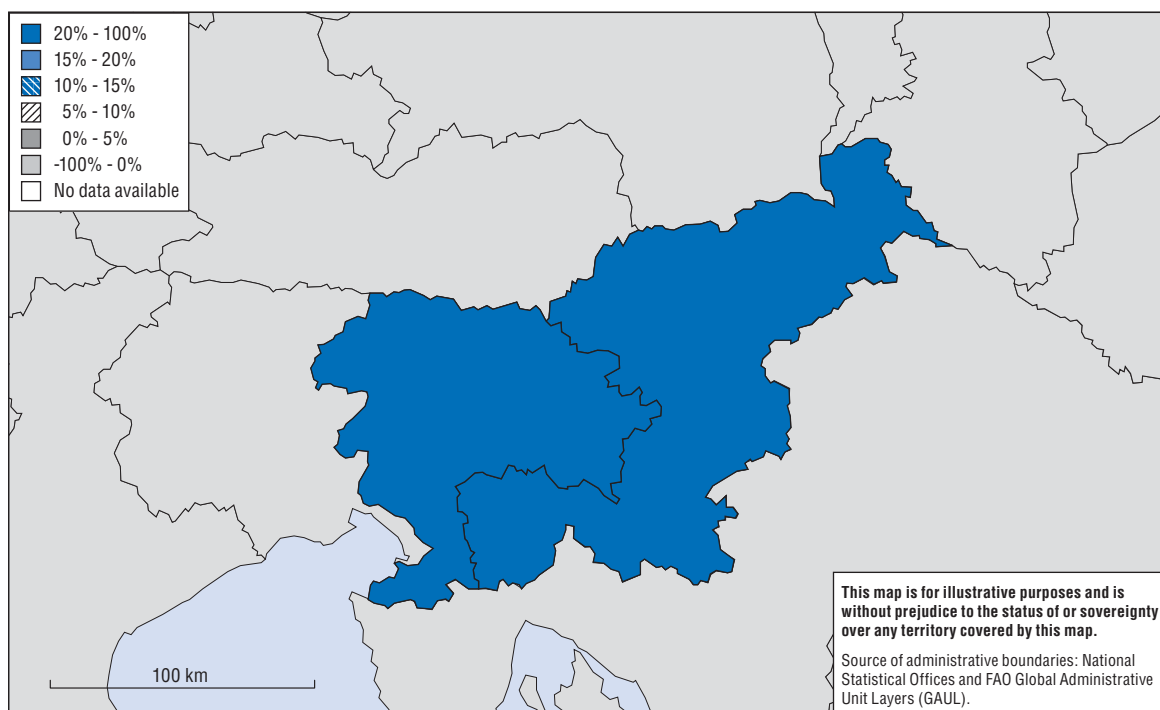 20% - 100%
15% - 20%
10% - 15%
5% - 10%
0% - 5%
-100% - 0%
No data available
100 km
This map is for illustrative purposes and is
without prejudice to the status of or sovereignty
over any territory covered by this map.
Source of administrative boundaries: National
Statistical Offices and FAO Global Administrative
Unit Layers (GAUL).